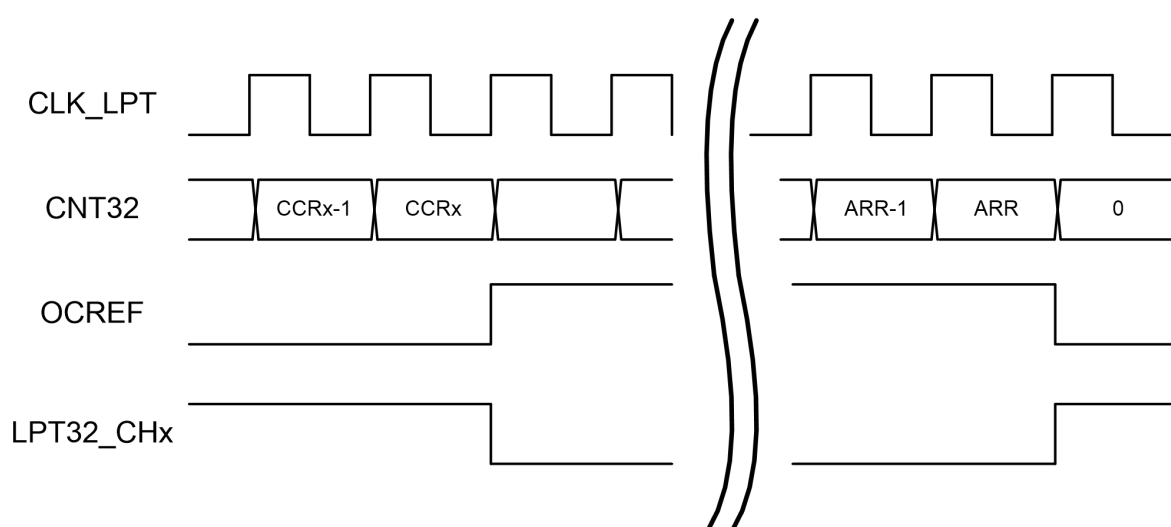 CLK_LPT
CNT32
CCRx-1
CCRx
ARR-1
ARR
0
OCREF
LPT32_CHx